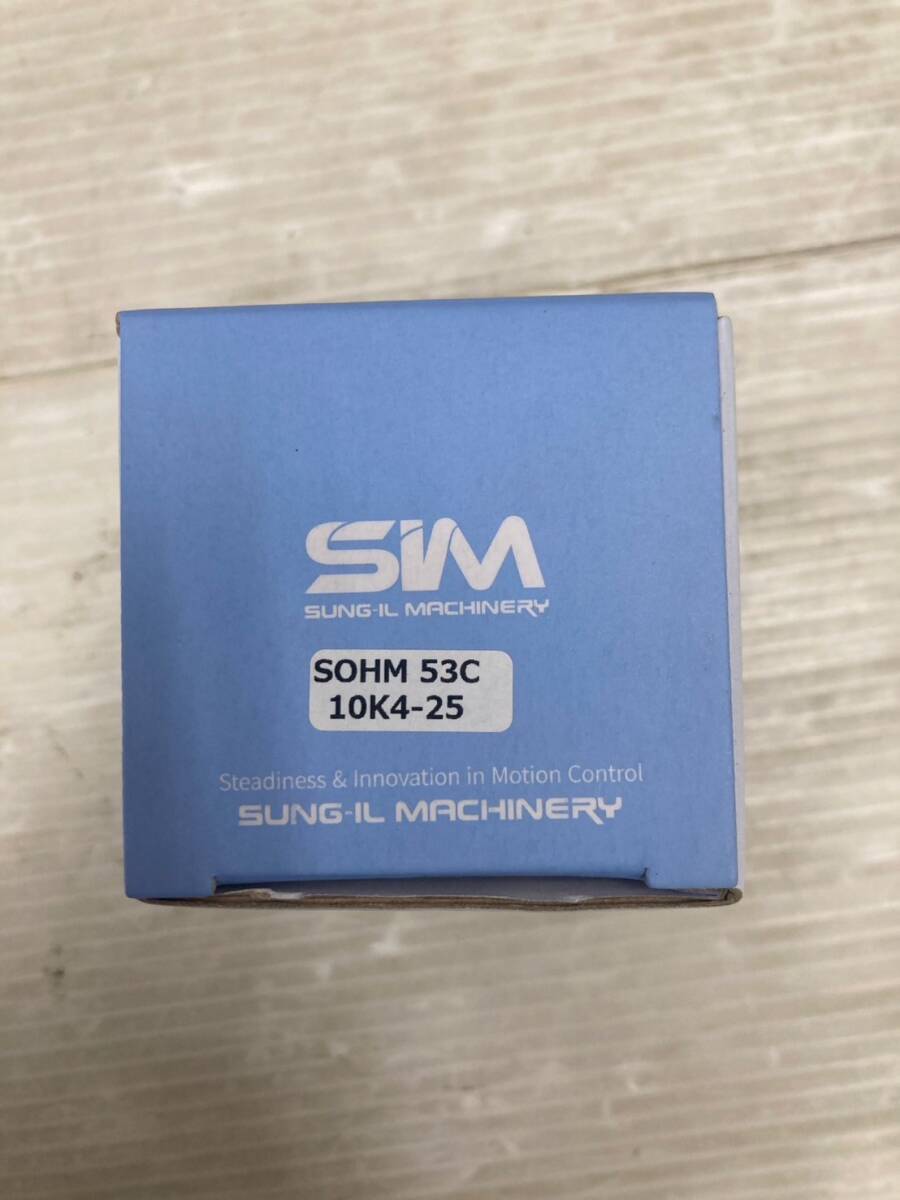 SIM
SUNG-IL MACHINERY
SOHM 53C
10K4-25
Steadiness & Innovation in Motion Control
SUNG-IL MACHINERY